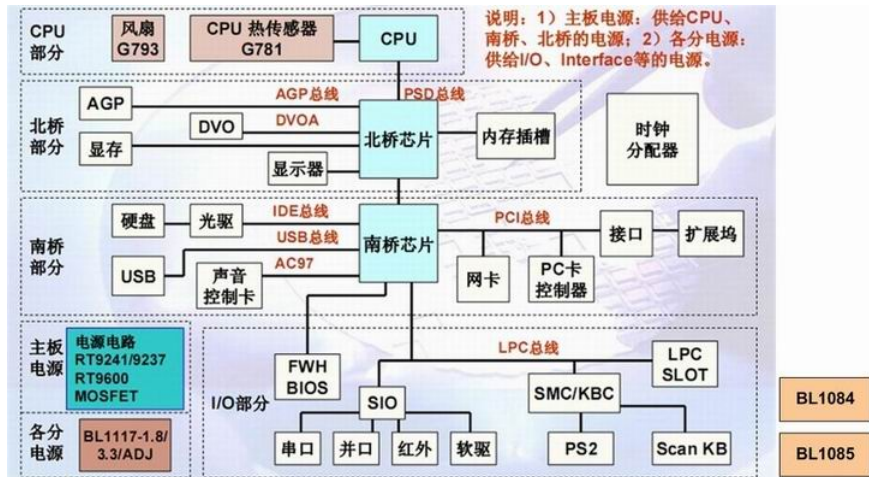 CPU
部分
风扇
G793
CPU 热传感器
G781
CPU
说明：1）主板电源：供给CPU、
南桥、北桥的电源；2）各分电源：
供给I/O、Interface等的电源。
北桥
部分
AGP
AGP总线
PSD总线
DVO
DVOA
显存
显示器
北桥芯片
内存插槽
时钟
分配器
南桥
部分
硬盘
光驱
IDE总线
USB总线
USB
声音
控制卡
AC97
南桥芯片
PCI总线
网卡
PC卡
控制器
接口
扩展坞
主板
电源
电源电路
RT9241/9237
RT9600
MOSFET
各分
电源
BL1117-1.8/
3.3/ADJ
I/O部分
FWH
BIOS
LPC总线
LPC
SLOT
SIO
SMC/KBC
串口
并口
红外
软驱
PS2
Scan KB
BL1084
BL1085